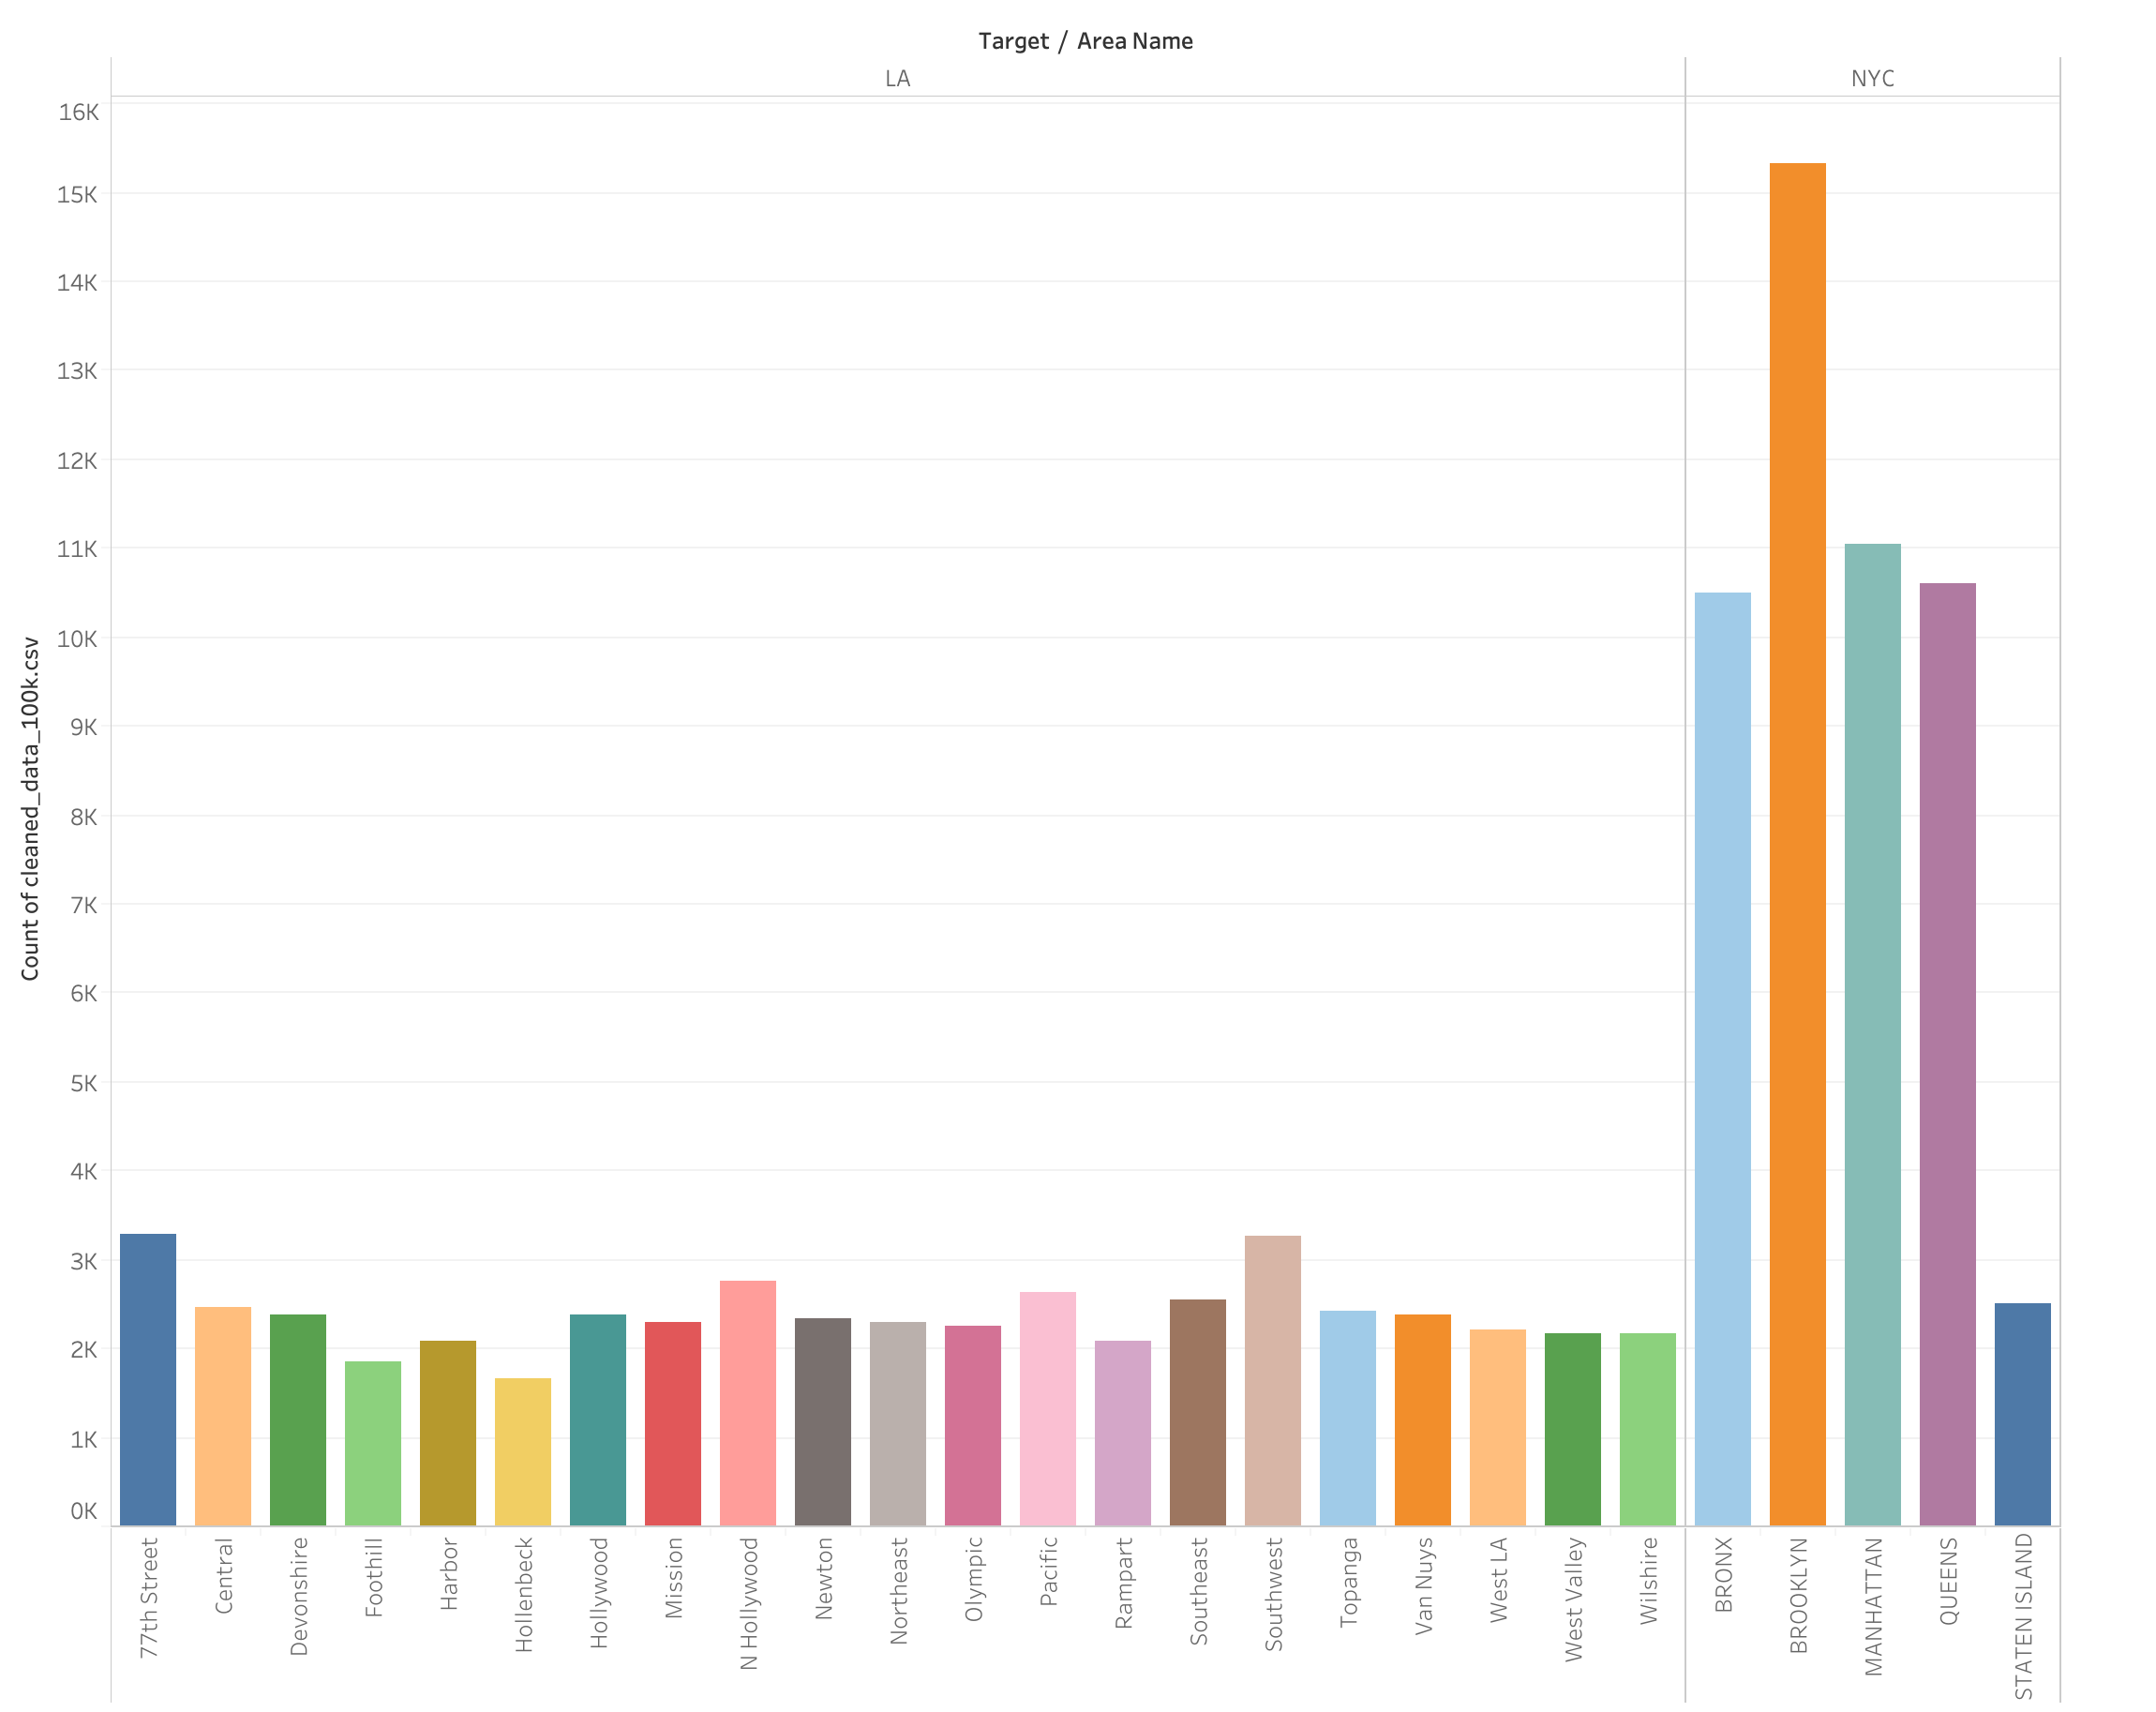 Target / Area Name
LA
NYC
16K
15K
14K
13K
12K
11K
10K
9K
8K
7K
6K
5K
4K
3K
2K
1K
0K
Count of cleaned_data_100k.csv
77th Street
Central
Devonshire
Foothill
Harbor
Hollenbeck
Hollywood
Mission
N Hollywood
Newton
Northeast
Olympic
Pacific
Rampart
Southeast
Southwest
Topanga
Van Nuys
West LA
West Valley
Wilshire
BRONX
BROOKLYN
MANHATTAN
QUEENS
STATEN ISLAND